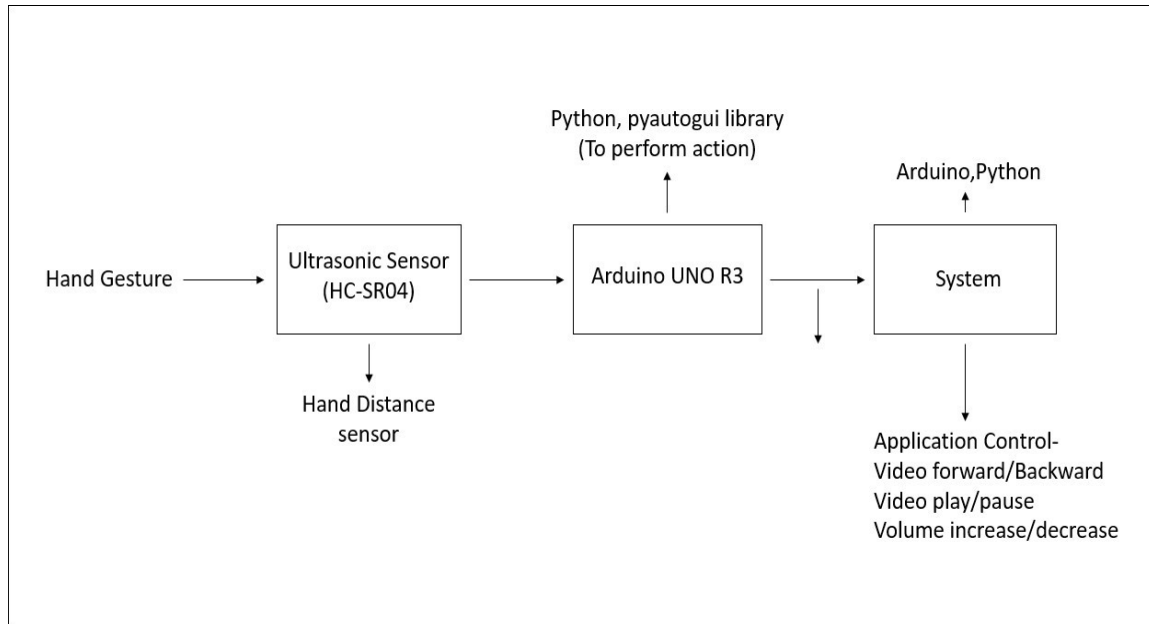 Python, pyautogui library
(To perform action)
Arduino,Python
Hand Gesture
Ultrasonic Sensor
(HC-SR04)
Arduino UNO R3
System
Hand Distance
sensor
Application Control-
Video forward/Backward
Video play/pause
Volume increase/decrease